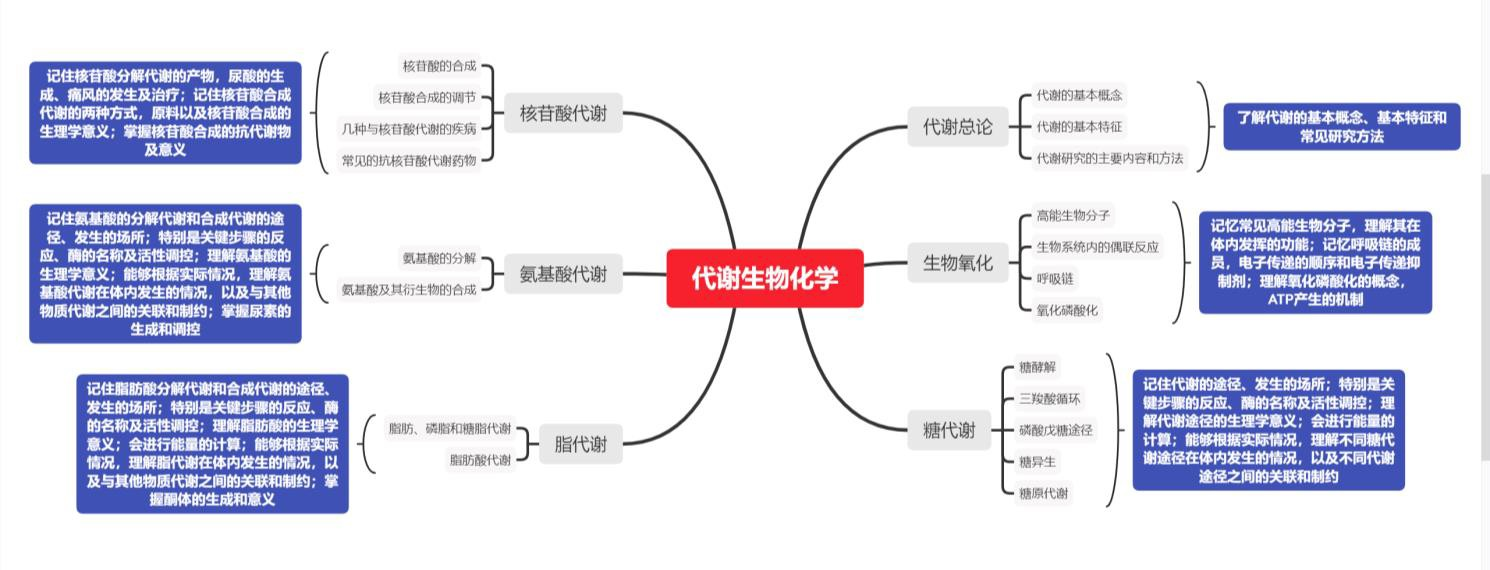 代谢生物化学
代谢总论
代谢的基本概念
代谢的基本特征
代谢研究的主要内容和方法
了解代谢的基本概念、基本特征和
常见研究方法
生物氧化
高能生物分子
生物系统内的偶联反应
呼吸链
氧化磷酸化
记忆常见高能生物分子，理解其在
体内发挥的功能；记忆呼吸链的成
员，电子传递的顺序和电子传递抑
制剂；理解氧化磷酸化的概念，
ATP产生的机制
糖代谢
糖酵解
三羧酸循环
磷酸戊糖途径
糖异生
糖原代谢
记住代谢的途径、发生的场所；特别是关
键步骤的反应、酶的名称及活性调控；理
解代谢途径的生理学意义；会进行能量的
计算；能够根据实际情况，理解不同糖代
谢途径在体内发生的情况，以及不同代谢
途径之间的关联和制约
核苷酸代谢
核苷酸的合成
核苷酸合成的调节
几种与核苷酸代谢的疾病
常见的抗核苷酸代谢药物
记住核苷酸分解代谢的产物，尿酸的生
成、痛风的发生及治疗；记住核苷酸合成
代谢的两种方式，原料以及核苷酸合成的
生理学意义；掌握核苷酸合成的抗代谢物
及意义
氨基酸代谢
氨基酸的分解
氨基酸及其衍生物的合成
记住氨基酸的分解代谢和合成代谢的途
径、发生的场所；特别是关键步骤的反
应、酶的名称及活性调控；理解氨基酸的
生理学意义；能够根据实际情况，理解氨
基酸代谢在体内发生的情况，以及与其他
物质代谢之间的关联和制约；掌握尿素的
生成和调控
脂代谢
脂肪、磷脂和糖脂代谢
脂肪酸代谢
记住脂肪酸分解代谢和合成代谢的途径、
发生的场所；特别是关键步骤的反应、酶
的名称及活性调控；理解脂肪酸的生理学
意义；会进行能量的计算；能够根据实际
情况，理解脂代谢在体内发生的情况，以
及与其他物质代谢之间的关联和制约；掌
握酮体的生成和意义